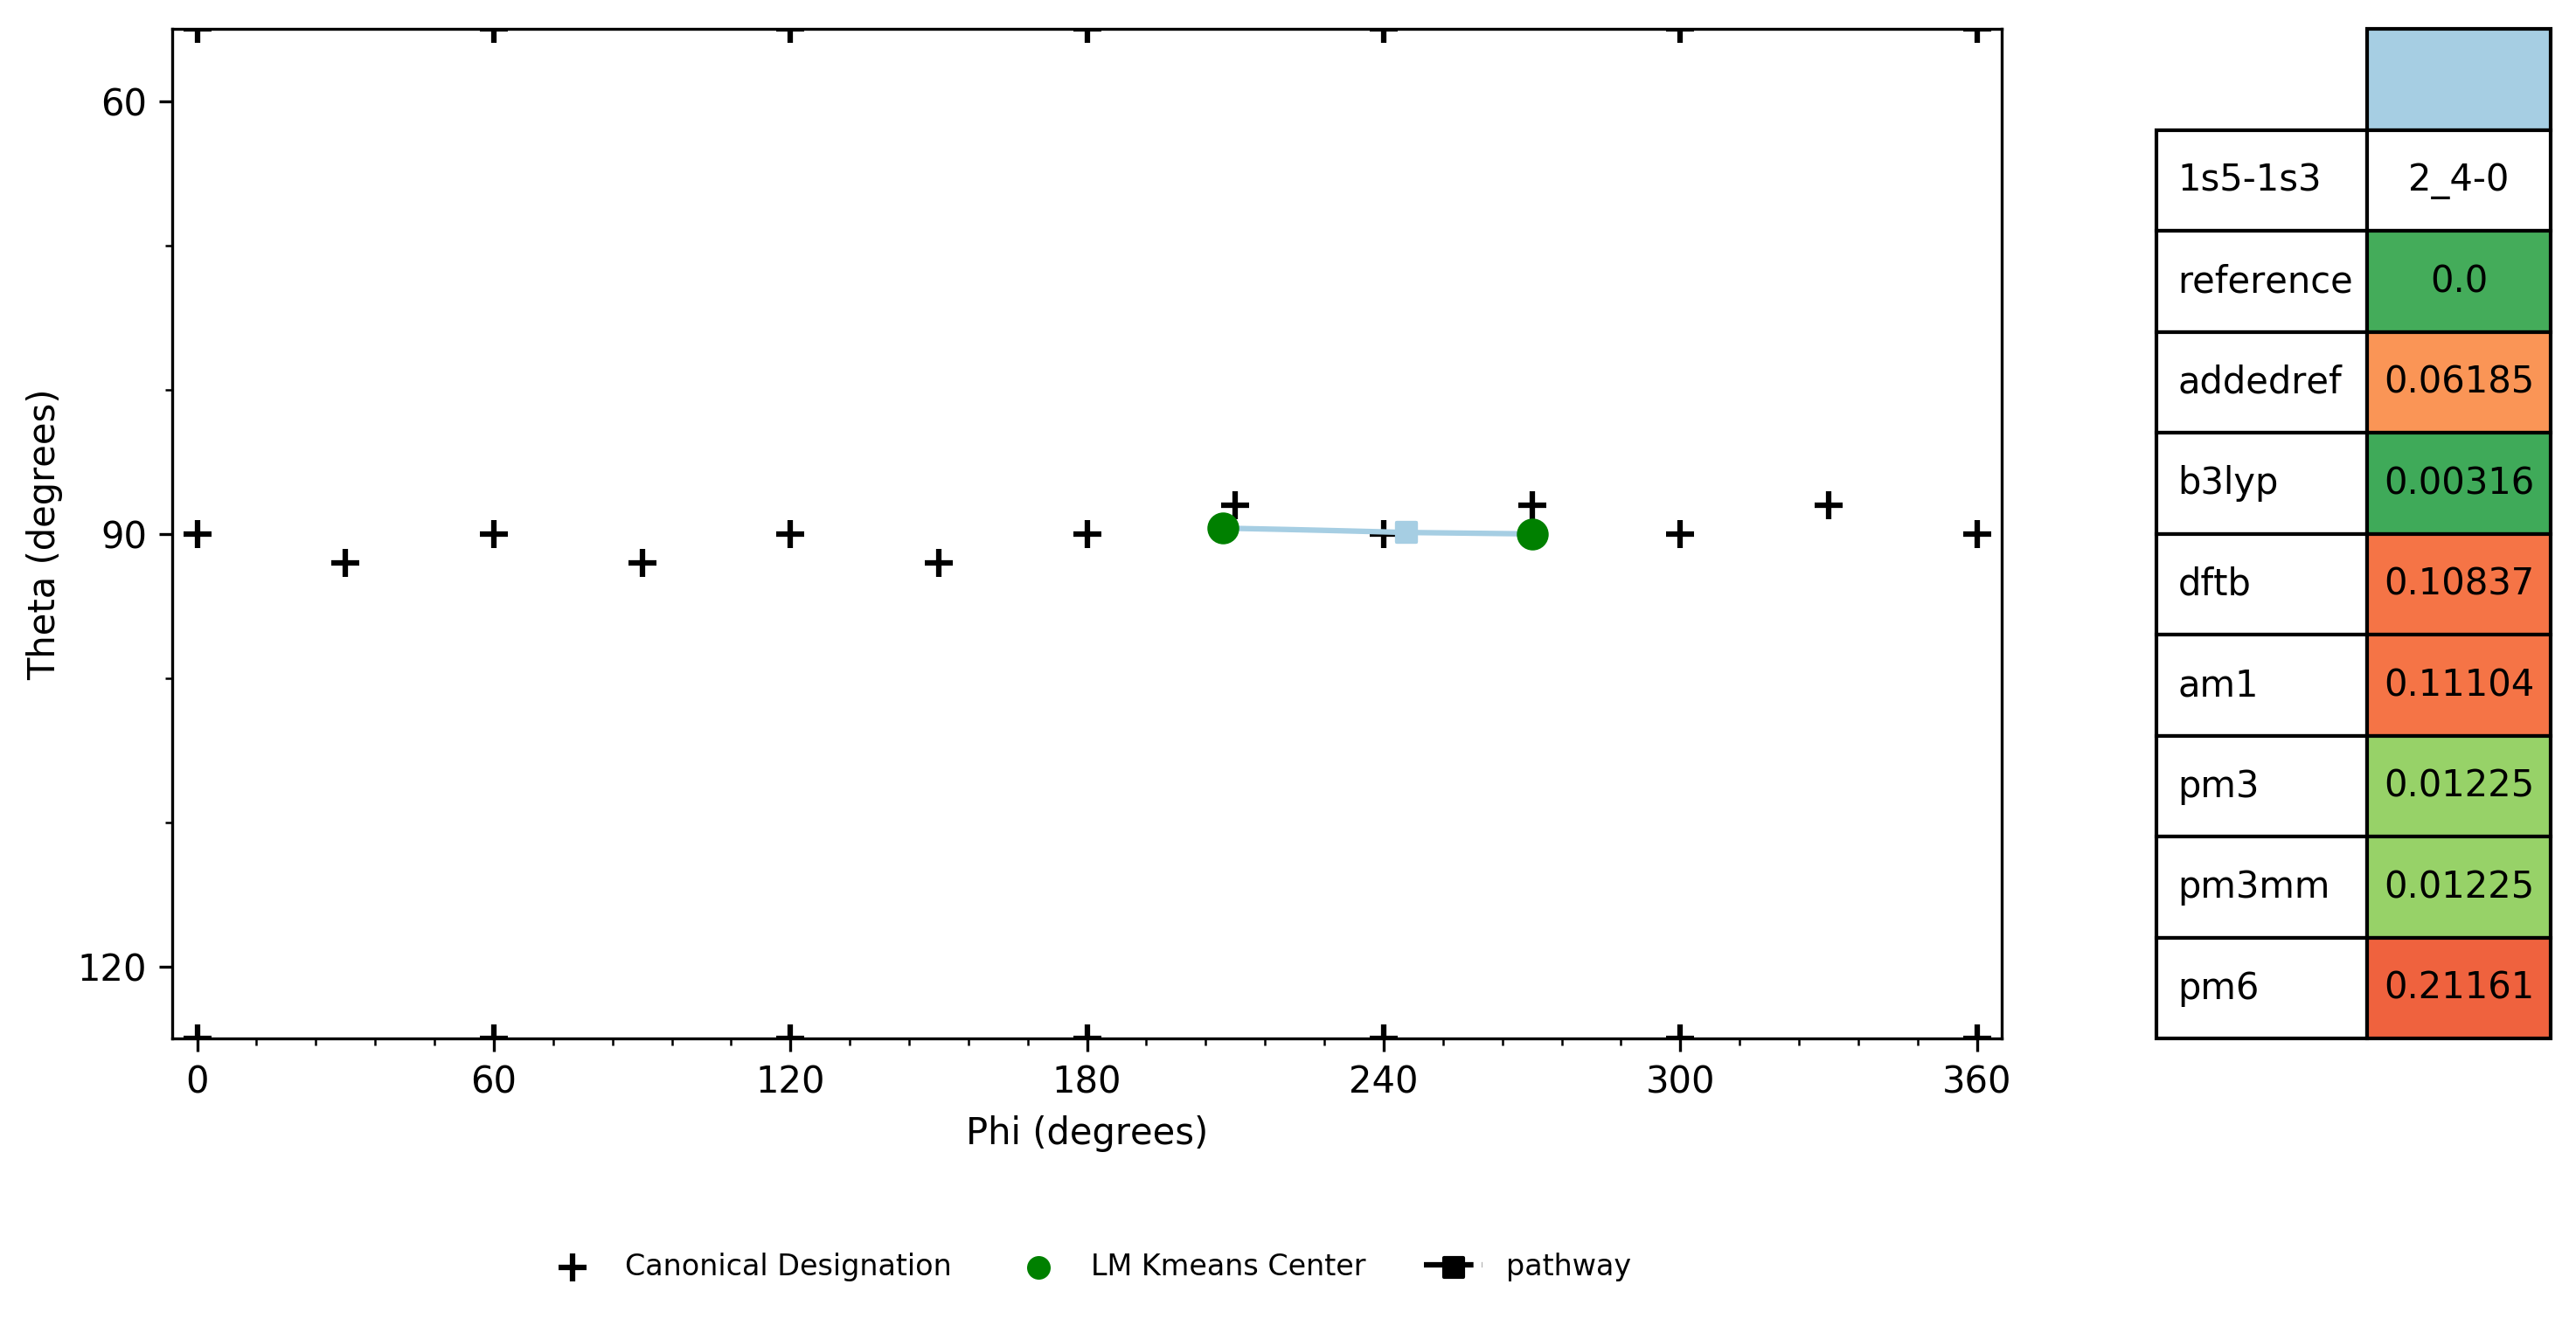 60
90
120
Theta (degrees)
0 60 120 180 240 300 360
Phi (degrees)
Canonical Designation LM Kmeans Center pathway
1s5-1s3 2_4-0
reference 0.0
addedref 0.06185
b3lyp 0.00316
dftb 0.10837
am1 0.11104
pm3 0.01225
pm3mm 0.01225
pm6 0.21161